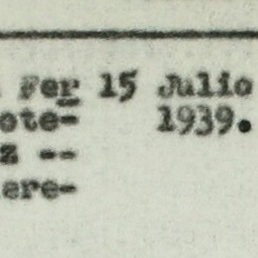 Fer 15 Julio
ote- 1939.
z --
ere-